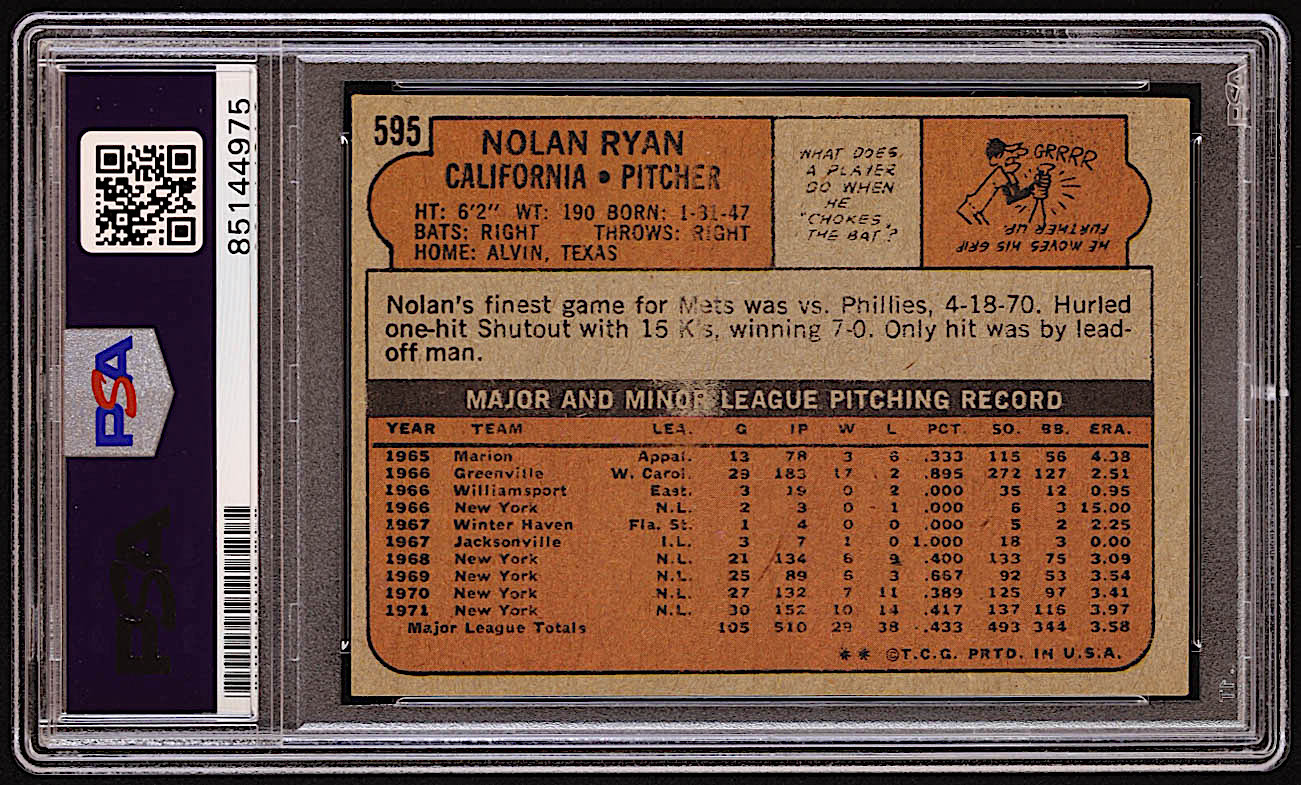 85144975
PSA
PSA
PSA
595
NOLAN RYAN
CALIFORNIA • PITCHER
HT: 6'2" WT: 190 BORN: 1-31-47
BATS: RIGHT THROWS: RIGHT
HOME: ALVIN, TEXAS
WHAT DOES
A PLAYER
DO WHEN
HE
"CHOKES"
THE BAT"?
GRRRR
HE MOVES HIS GRIP
FURTHER UP.
Nolan's finest game for Mets was vs. Phillies, 4-18-70. Hurled
one-hit Shutout with 15 K's, winning 7-0. Only hit was by lead-
off man.
MAJOR AND MINOR LEAGUE PITCHING RECORD
YEAR TEAM LEA. G IP W L PCT. SO. BB. ERA.
1965 Marion Appal. 13 78 3 6 .333 115 56 4.38
1966 Greenville W. Carol. 29 183 17 2 .895 272 127 2.51
1966 Williamsport East. 3 19 0 2 .000 35 12 0.95
1966 New York N.L. 2 3 0 1 .000 6 3 15.00
1967 Winter Haven Fla. St. 1 4 0 0 .000 5 2 2.25
1967 Jacksonville I.L. 3 7 1 0 1.000 18 3 0.00
1968 New York N.L. 21 134 6 9 .400 133 75 3.09
1969 New York N.L. 25 89 6 3 .667 92 53 3.54
1970 New York N.L. 27 132 7 11 .389 125 97 3.41
1971 New York N.L. 30 152 10 14 .417 137 116 3.97
Major League Totals 105 510 29 38 .433 493 344 3.58
** ©T.C.G. PRTD. IN U.S.A.